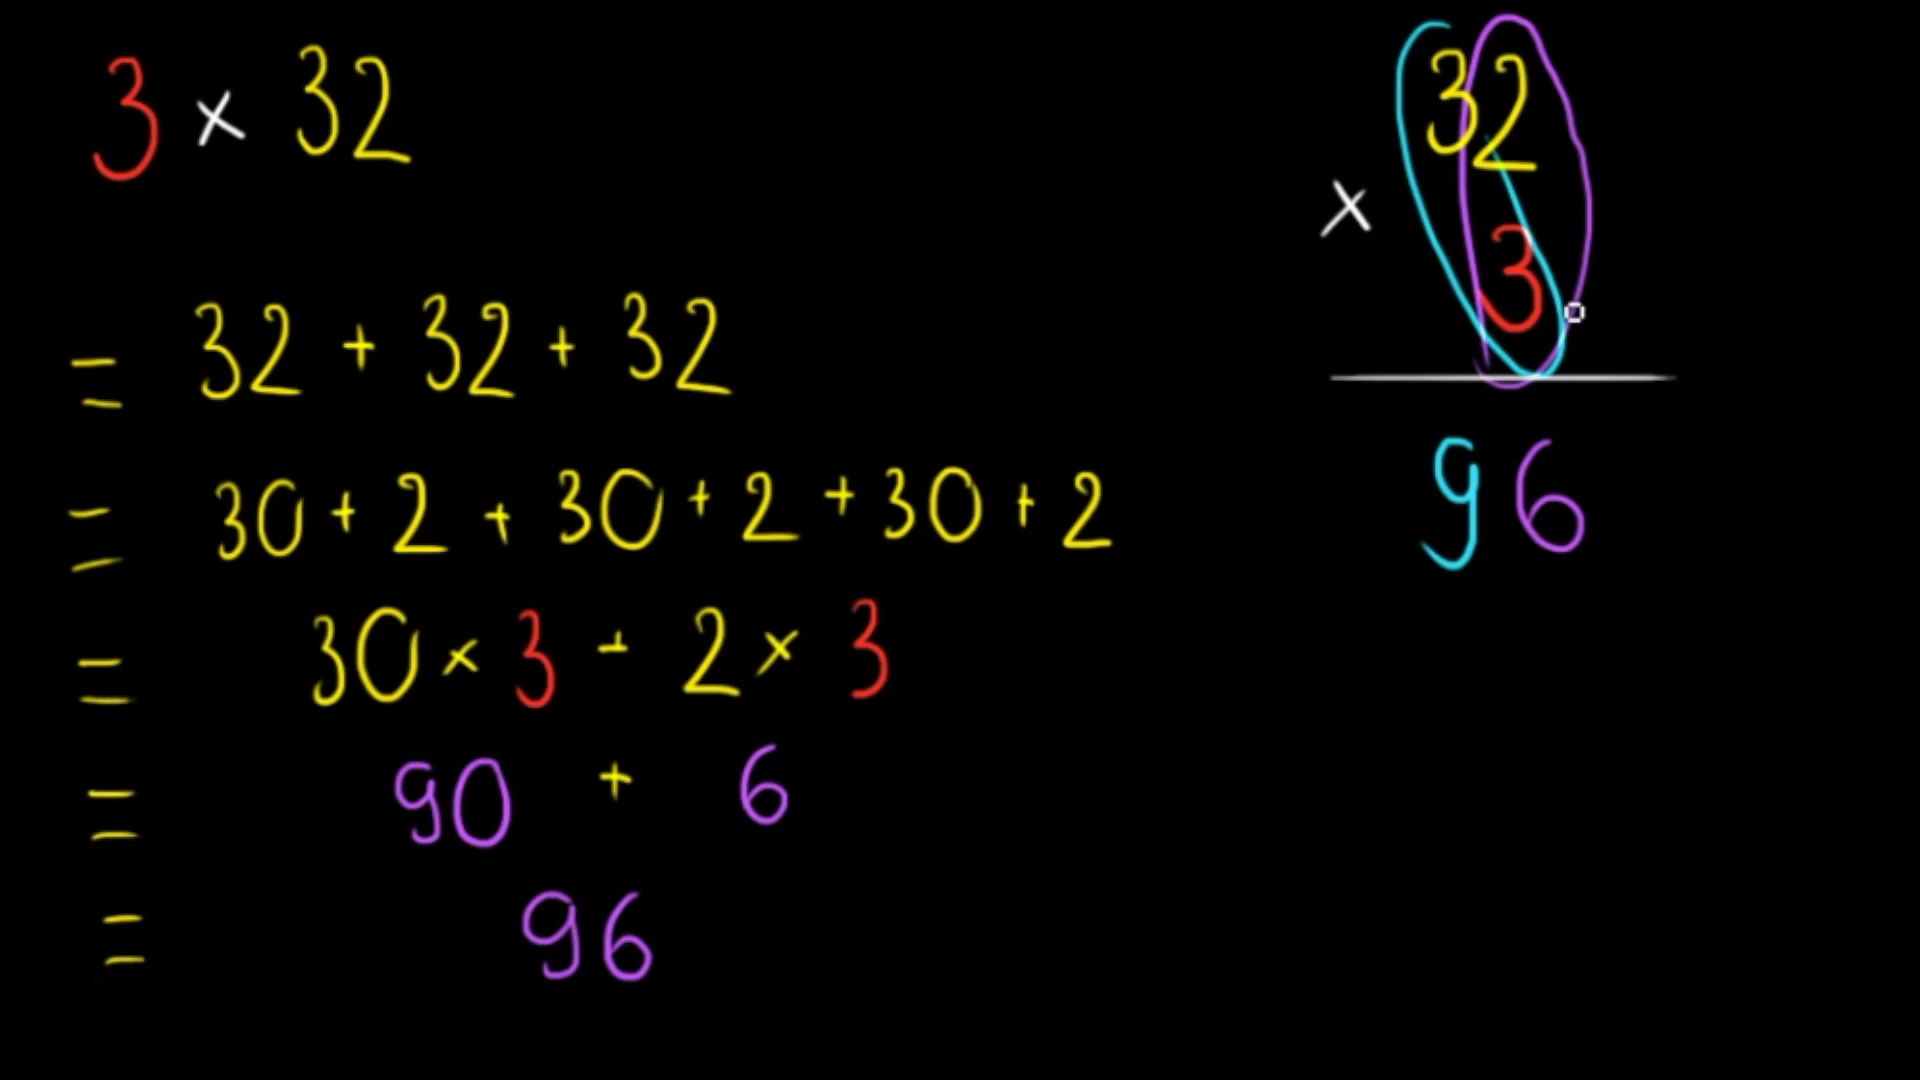 3 × 32
= 32 + 32 + 32
= 30 + 2 + 30 + 2 + 30 + 2
= 30 × 3 + 2 × 3
= 90 + 6
= 96
32
× 3
96